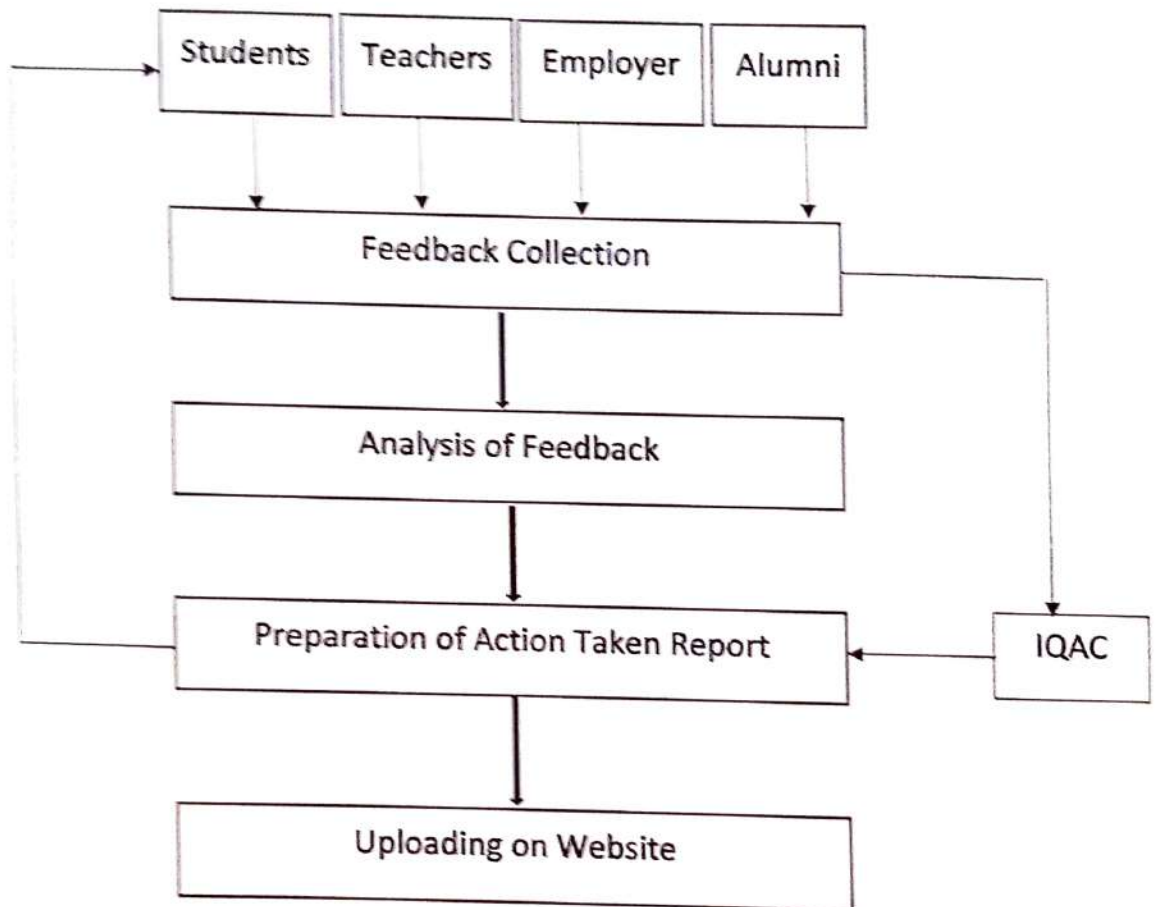 Students
Teachers
Employer
Alumni
Feedback Collection
Analysis of Feedback
Preparation of Action Taken Report
IQAC
Uploading on Website